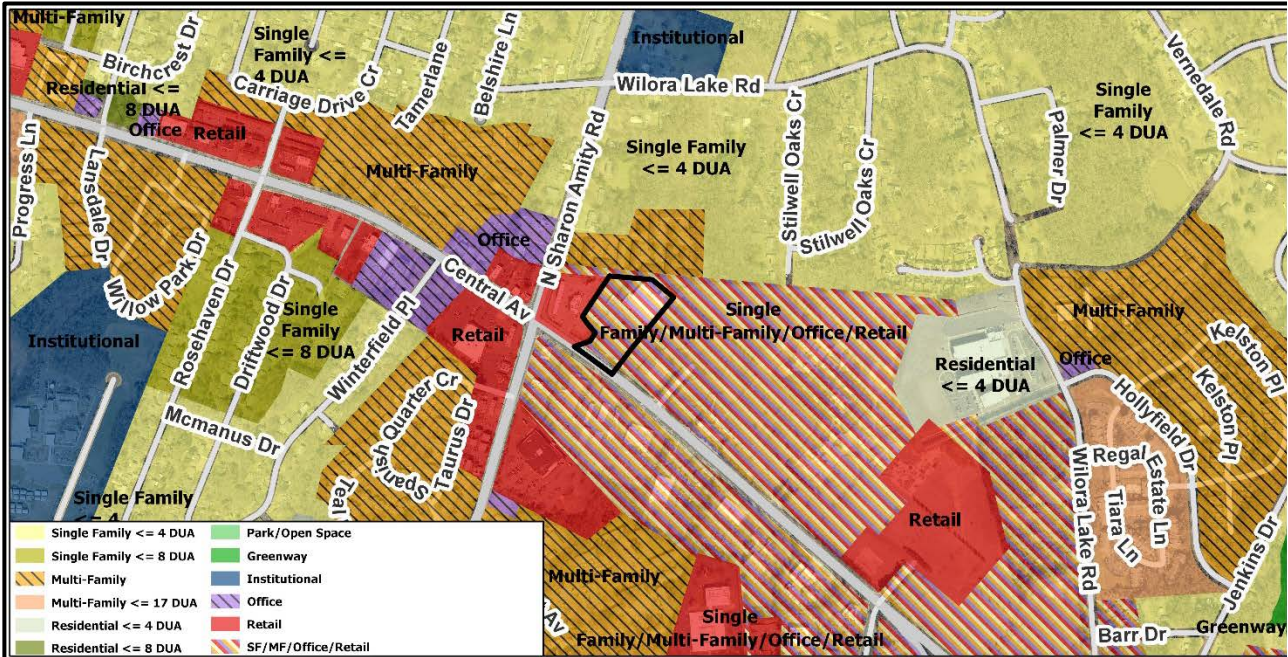 Multi-Family
Birchcrest Dr
Single
Family <=
4 DUA
Carriage Drive Cr
Tamerlane
Belshire Ln
Institutional
Wilora Lake Rd
Vernedale Rd
Residential <=
8 DUA
Office
Retail
Progress Ln
Lansdale Dr
Multi-Family
N Sharon Amity Rd
Single Family
<= 4 DUA
Stilwell Oaks Cr
Stilwell Oaks Cr
Palmer Dr
Single
Family
<= 4 DUA
Willow Park Dr
Office
Central Av
Institutional
Rosehaven Dr
Driftwood Dr
Single
Family
<= 8 DUA
Winterfield Pl
Retail
Single
Family/Multi-Family/Office/Retail
Residential
<= 4 DUA
Multi-Family
Office
Kelston Pl
Kelston Pl
Hollyfield Dr
Mcmanus Dr
Spanish Quarter Cr
Taurus Dr
Teal
Regal
Estate Ln
Tiara Ln
Wilora Lake Rd
Jenkins Dr
Single Family
<= 4
Retail
Multi-Family
Av
Single
Family/Multi-Family/Office/Retail
Barr Dr
Greenway
Single Family <= 4 DUA
Single Family <= 8 DUA
Multi-Family
Multi-Family <= 17 DUA
Residential <= 4 DUA
Residential <= 8 DUA
Park/Open Space
Greenway
Institutional
Office
Retail
SF/MF/Office/Retail